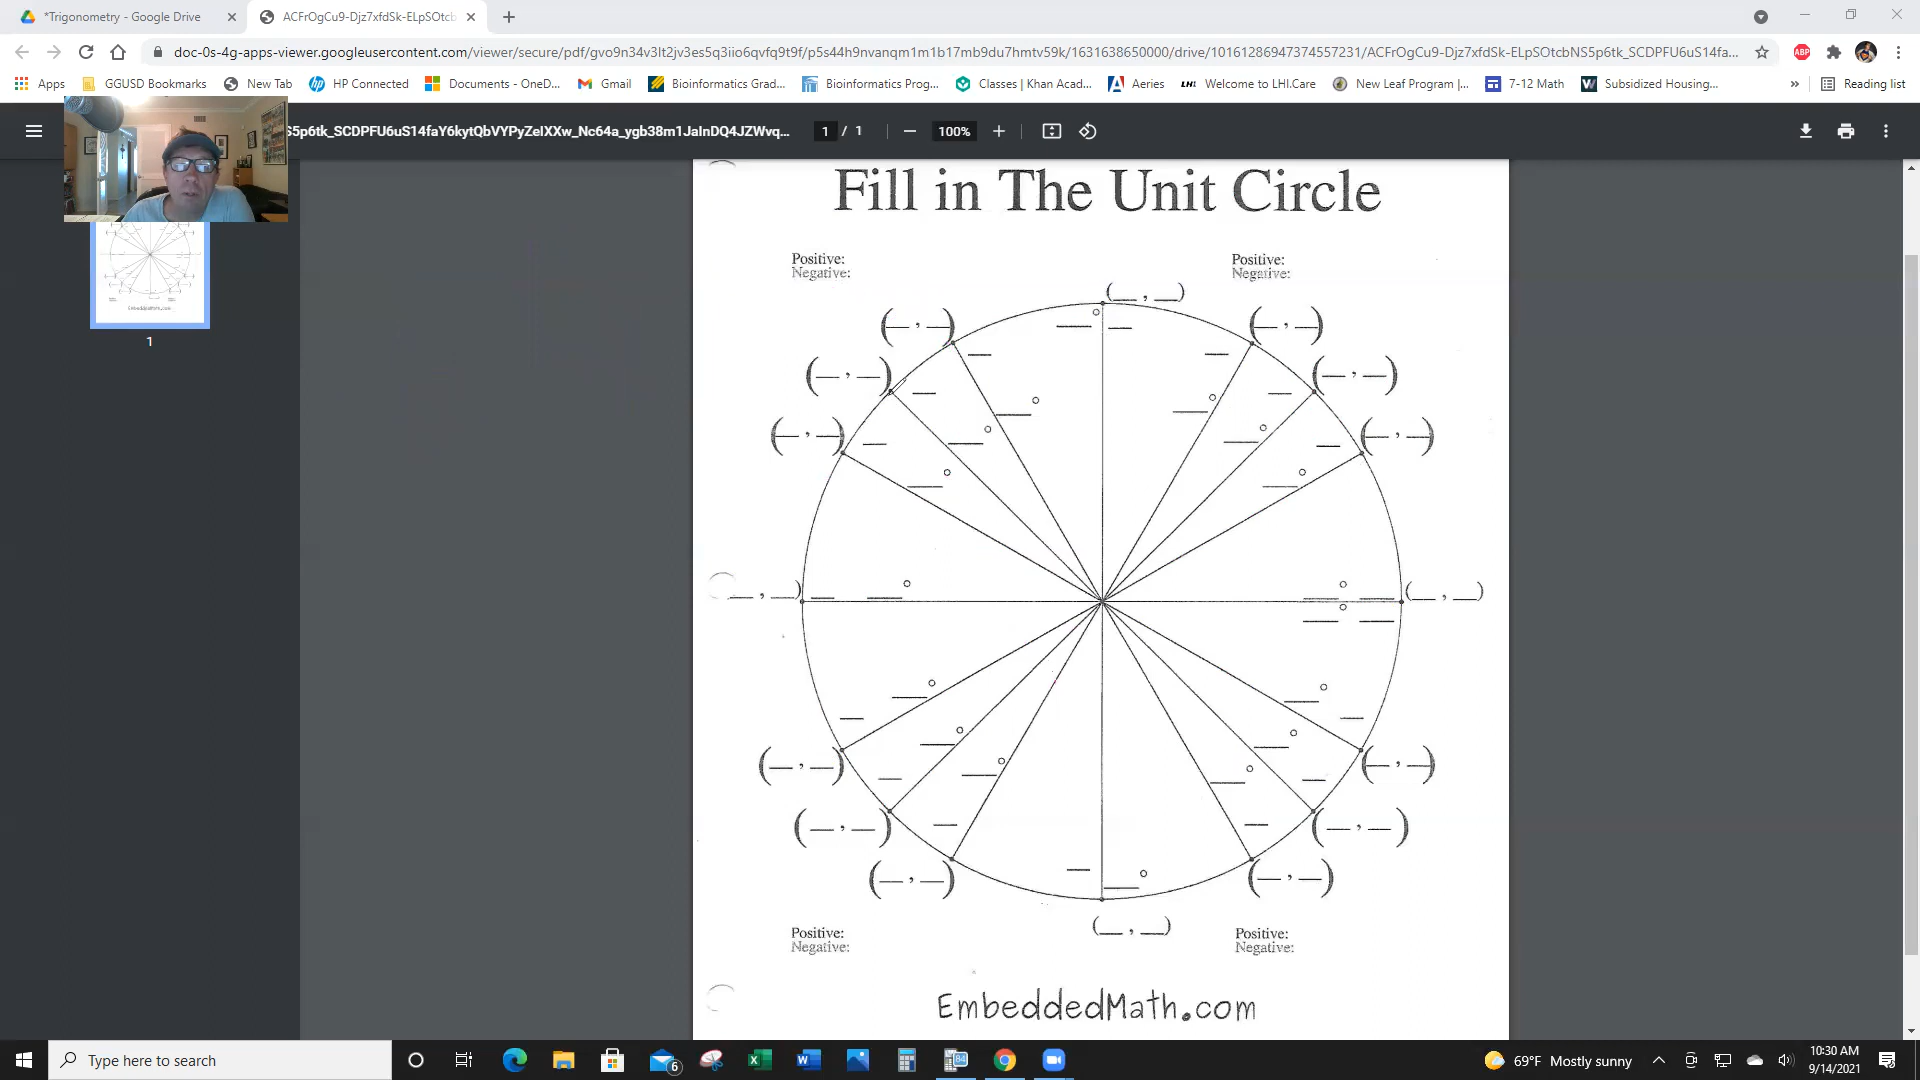 *Trigonometry - Google Drive
ACFrOgCu9-Djz7xfdSk-ELpSOtcb
doc-0s-4g-apps-viewer.googleusercontent.com/viewer/secure/pdf/gvo9n34v3lt2jv3es5q3iio6qvfq9t9f/p5s44h9nvanqm1m1b17mb9du7hmtv59k/1631638650000/drive/10161286947374557231/ACFrOgCu9-Djz7xfdSk-ELpSOtcbNS5p6tk_SCDPFU6uS14fa...
Apps GGUSD Bookmarks New Tab HP Connected Documents - OneD... Gmail Bioinformatics Grad... Bioinformatics Prog... Classes | Khan Acad... Aeries LHI. Welcome to LHI.Care New Leaf Program |... 7-12 Math W Subsidized Housing... » Reading list
S5p6tk_SCDPFU6uS14faY6kytQbVYPyZelXXw_Nc64a_ygb38m1JaInDQ4JZWvq... 1 / 1 100%
1
Fill in The Unit Circle
Positive:
Negative:
Positive:
Negative:
Positive:
Negative:
Positive:
Negative:
EmbeddedMath.com
Type here to search
6
84
69°F Mostly sunny
10:30 AM
9/14/2021